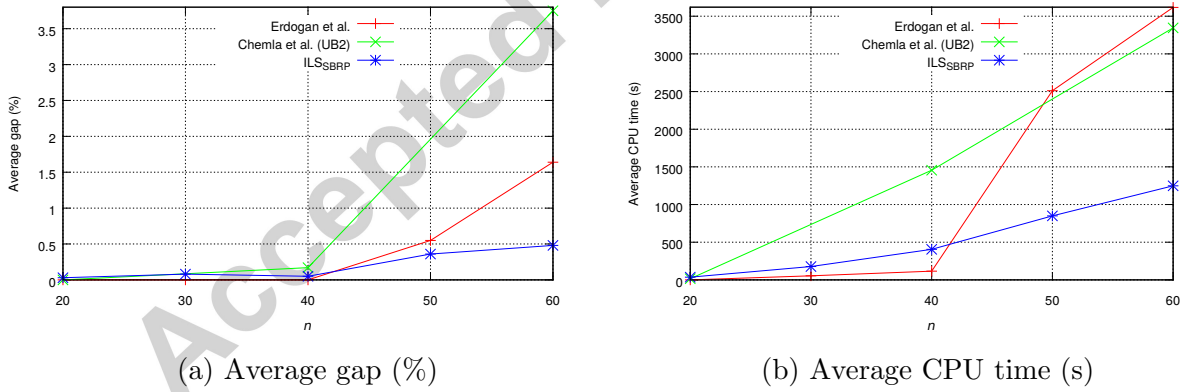 Accepted
3.5
3
2.5
2
1.5
1
0.5
0
20
30
40
50
60
Average gap (%)
n
Erdogan et al.
Chemla et al. (UB2)
ILSSBRP
(a) Average gap (%)
3500
3000
2500
2000
1500
1000
500
0
20
30
40
50
60
Average CPU time (s)
n
Erdogan et al.
Chemla et al. (UB2)
ILSSBRP
(b) Average CPU time (s)